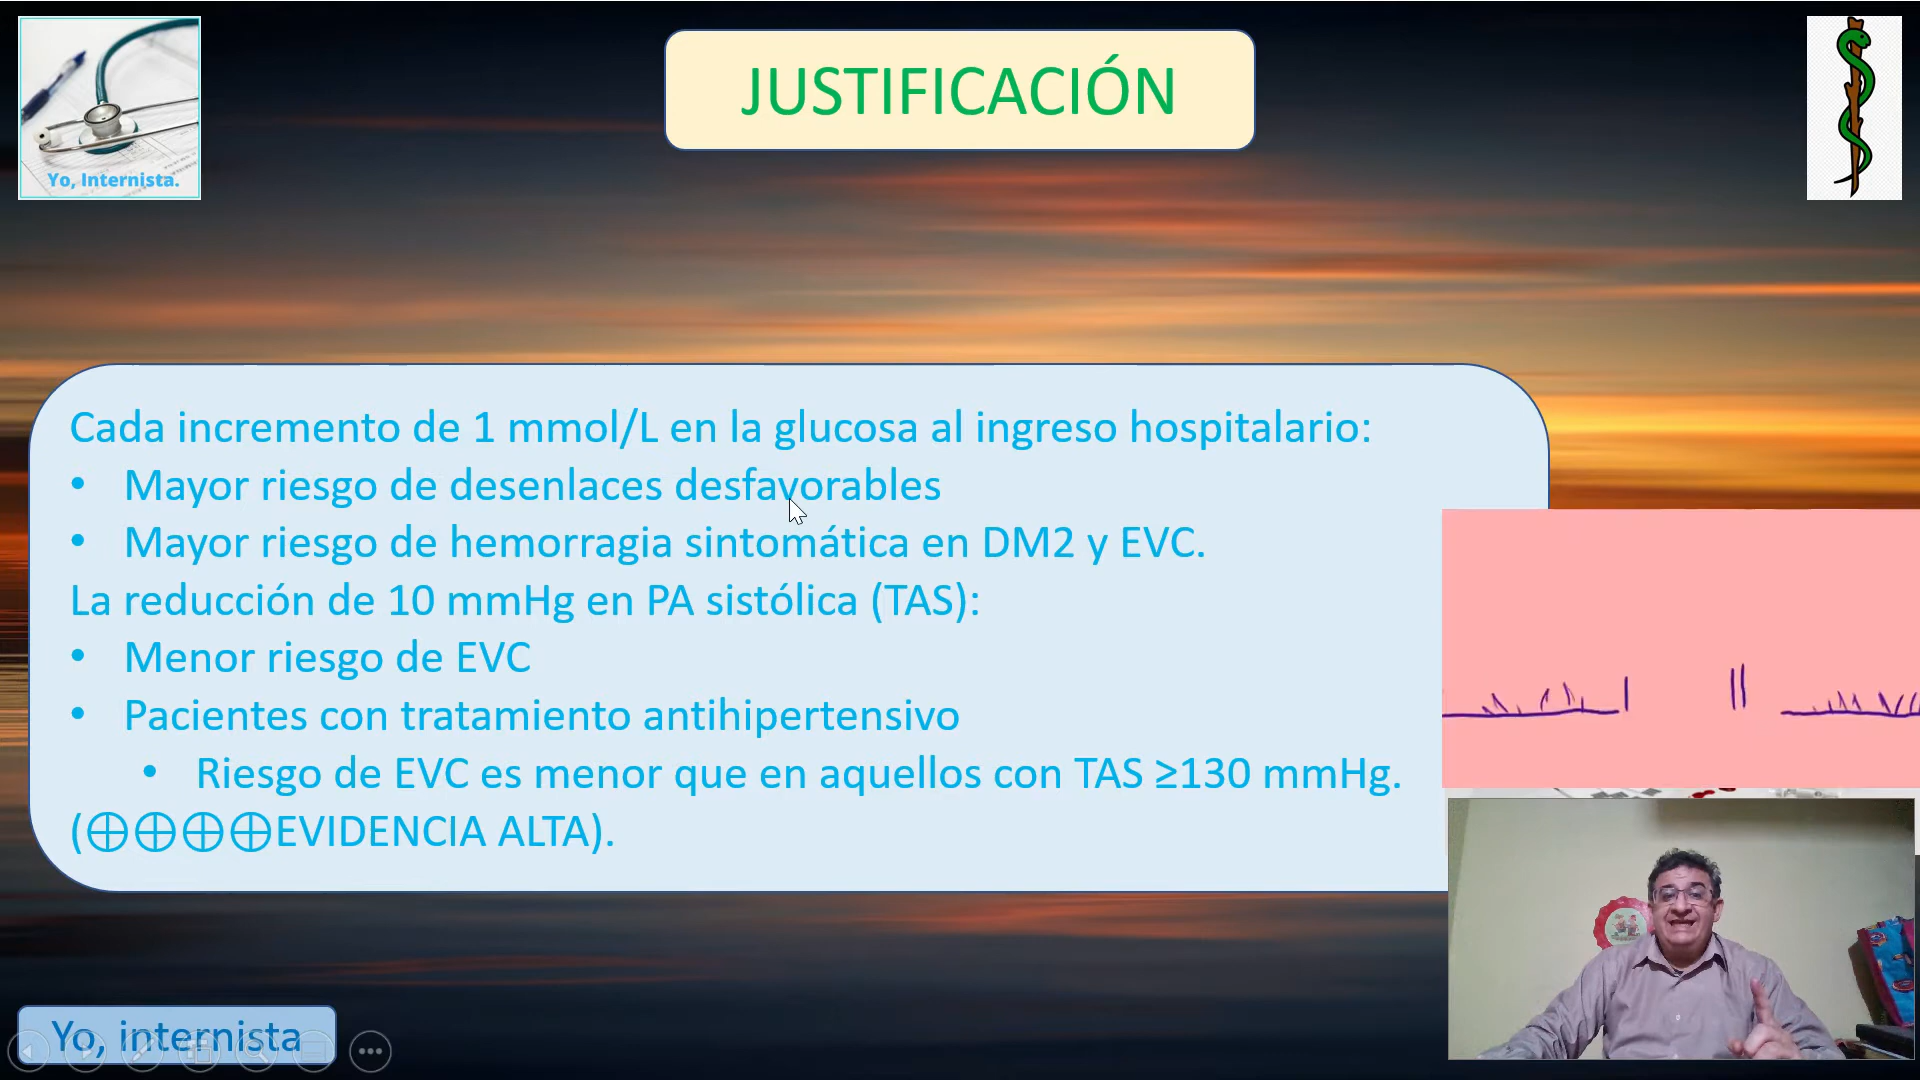 Yo, Internista.
JUSTIFICACIÓN
Cada incremento de 1 mmol/L en la glucosa al ingreso hospitalario:
• Mayor riesgo de desenlaces desfavorables
• Mayor riesgo de hemorragia sintomática en DM2 y EVC.
La reducción de 10 mmHg en PA sistólica (TAS):
• Menor riesgo de EVC
• Pacientes con tratamiento antihipertensivo
• Riesgo de EVC es menor que en aquellos con TAS ≥130 mmHg.
(⨁⨁⨁⨁EVIDENCIA ALTA).
Yo, internista